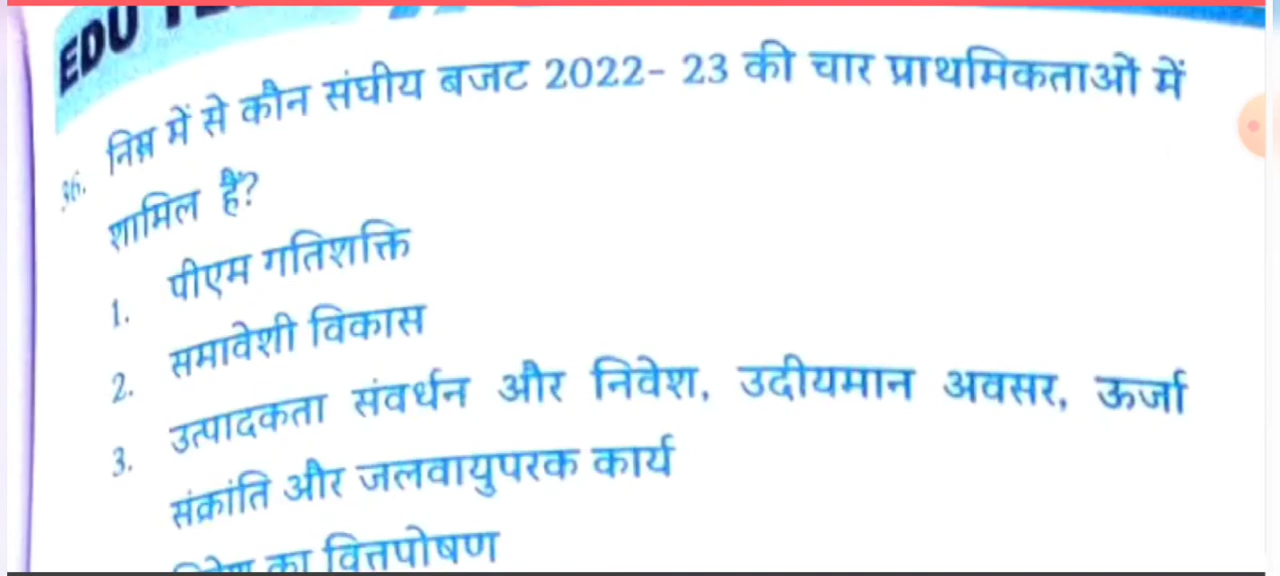 EDU
36. निम्न में से कौन संघीय बजट 2022- 23 की चार प्राथमिकताओं में
शामिल हैं?
1. पीएम गतिशक्ति
2. समावेशी विकास
3. उत्पादकता संवर्धन और निवेश, उदीयमान अवसर, ऊर्जा
संक्रांति और जलवायुपरक कार्य
का वित्तपोषण